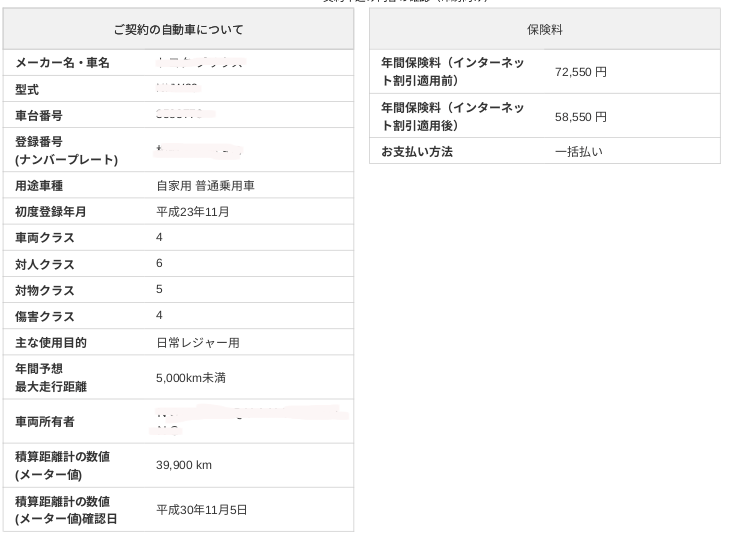 ご契約の自動車について
メーカー名・車名
型式
車台番号
登録番号
(ナンバープレート)
用途車種 自家用 普通乗用車
初度登録年月 平成23年11月
車両クラス 4
対人クラス 6
対物クラス 5
傷害クラス 4
主な使用目的 日常レジャー用
年間予想
最大走行距離 5,000km未満
車両所有者
積算距離計の数値
(メーター値) 39,900 km
積算距離計の数値
(メーター値)確認日 平成30年11月5日
保険料
年間保険料（インターネッ
ト割引適用前） 72,550 円
年間保険料（インターネッ
ト割引適用後） 58,550 円
お支払い方法 一括払い